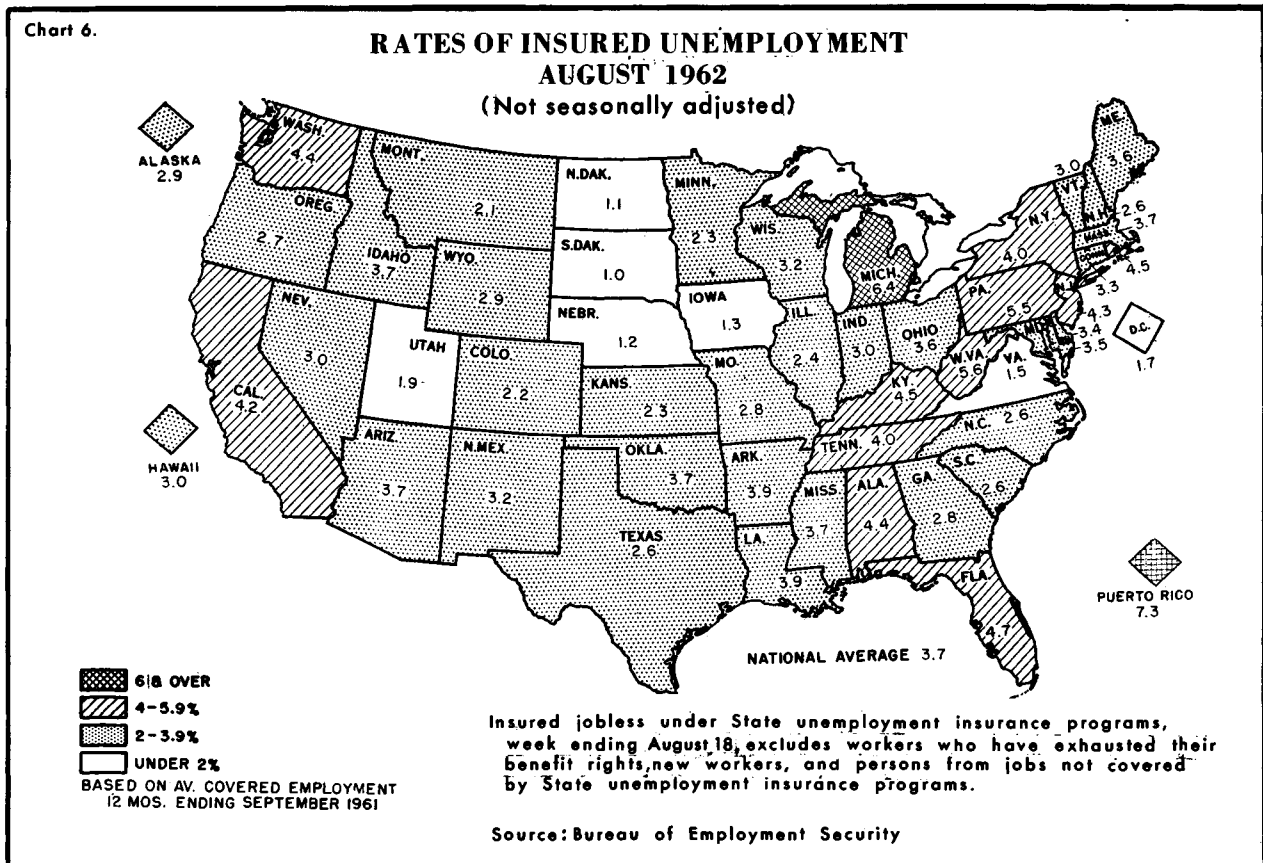 Chart 6.
RATES OF INSURED UNEMPLOYMENT
AUGUST 1962
(Not seasonally adjusted)
ALASKA
2.9
HAWAII
3.0
WASH.
4.4
OREG.
2.7
CAL.
4.2
NEV.
3.0
IDAHO
3.7
MONT.
2.1
WYO.
2.9
UTAH
1.9
COLO.
2.2
ARIZ.
3.7
N.MEX.
3.2
N.DAK.
1.1
S.DAK.
1.0
NEBR.
1.2
KANS.
2.3
OKLA.
3.7
TEXAS
2.6
MINN.
2.3
IOWA
1.3
MO.
2.8
ARK.
3.9
LA.
3.9
WIS.
3.2
ILL.
2.4
MICH.
6.4
IND.
3.0
OHIO
3.6
KY.
4.5
TENN. 4.0
MISS.
3.7
ALA.
4.4
GA.
2.8
FLA.
4.7
S.C.
2.6
N.C. 2.6
VA.
1.5
W.VA.
5.6
PA.
5.5
N.Y.
4.0
ME.
3.6
3.0
VT.
N.H.
2.6
MASS.
3.7
CONN.
R.I.
4.5
3.3
N.J.
4.3
MD.
3.4
3.5
D.C.
1.7
PUERTO RICO
7.3
NATIONAL AVERAGE 3.7
6 & OVER
4-5.9%
2-3.9%
UNDER 2%
BASED ON AV. COVERED EMPLOYMENT
12 MOS. ENDING SEPTEMBER 1961
Insured jobless under State unemployment insurance programs,
week ending August 18, excludes workers who have exhausted their
benefit rights, new workers, and persons from jobs not covered
by State unemployment insurance programs.
Source: Bureau of Employment Security